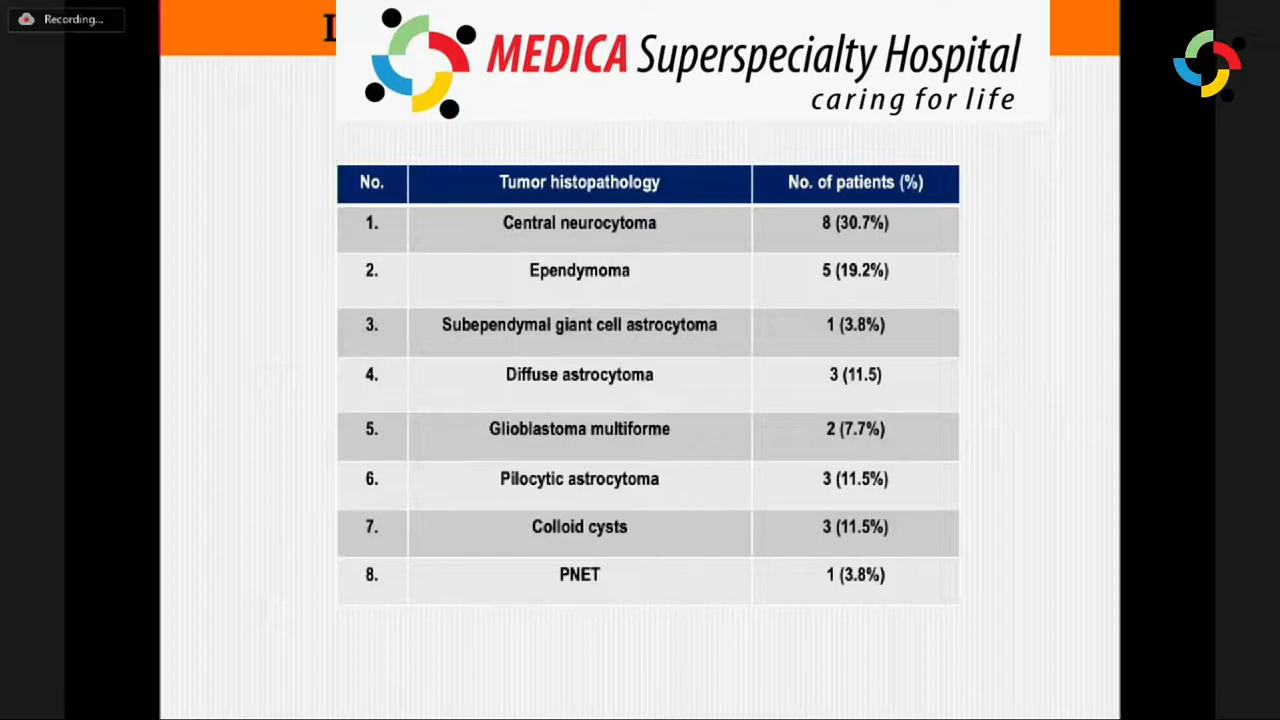 Recording...
MEDICA Superspecialty Hospital
caring for life
No. Tumor histopathology No. of patients (%)
1. Central neurocytoma 8 (30.7%)
2. Ependymoma 5 (19.2%)
3. Subependymal giant cell astrocytoma 1 (3.8%)
4. Diffuse astrocytoma 3 (11.5)
5. Glioblastoma multiforme 2 (7.7%)
6. Pilocytic astrocytoma 3 (11.5%)
7. Colloid cysts 3 (11.5%)
8. PNET 1 (3.8%)